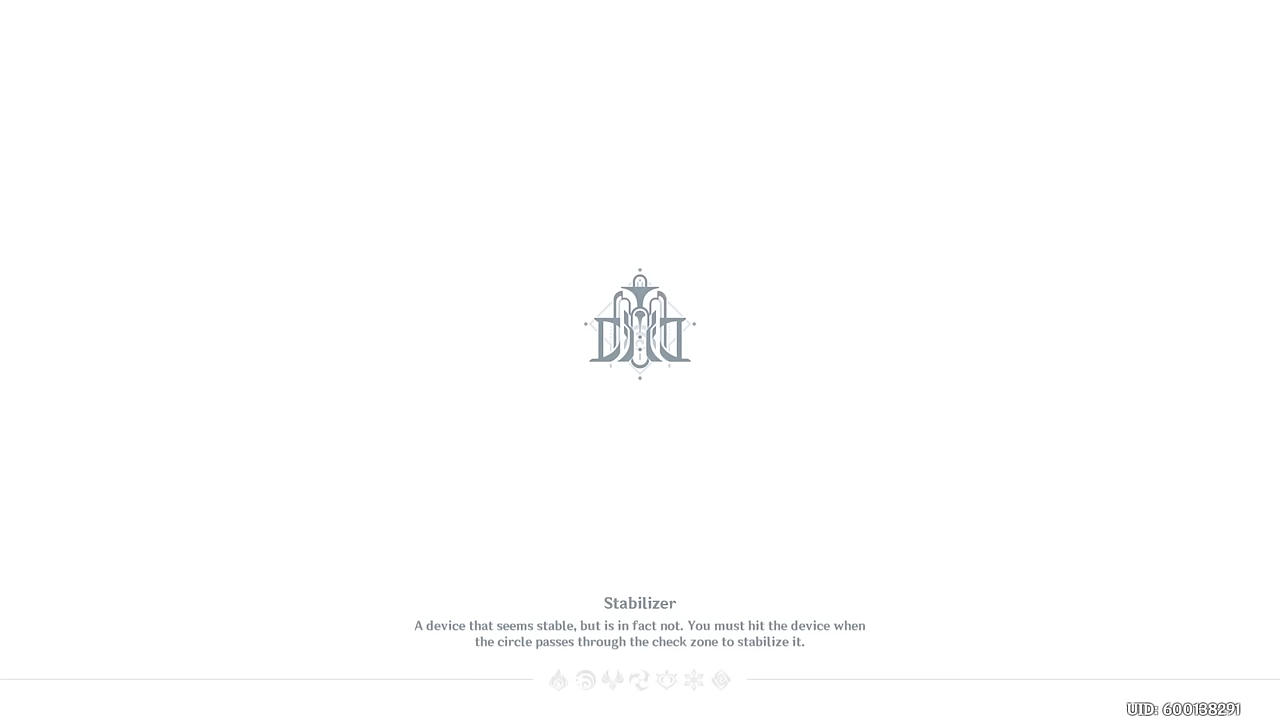 Stabilizer
A device that seems stable, but is in fact not. You must hit the device when
the circle passes through the check zone to stabilize it.
UID: 600138291